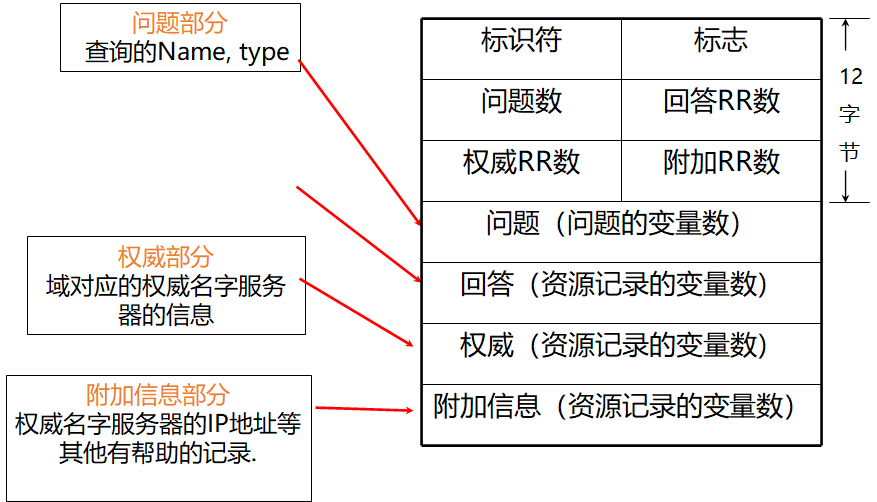 问题部分
查询的Name, type
权威部分
域对应的权威名字服务
器的信息
附加信息部分
权威名字服务器的IP地址等
其他有帮助的记录.
标识符 标志
问题数 回答RR数
权威RR数 附加RR数
问题（问题的变量数）
回答（资源记录的变量数）
权威（资源记录的变量数）
附加信息（资源记录的变量数）
12
字
节